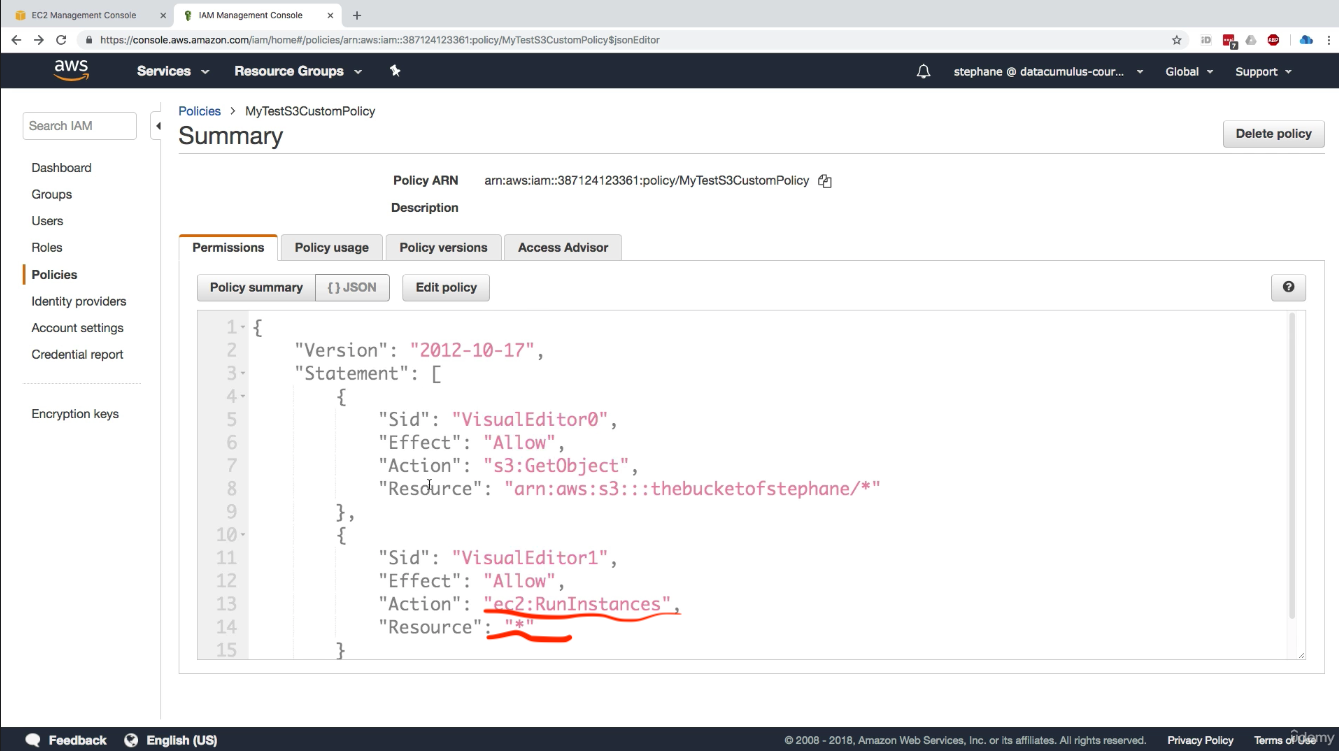 EC2 Management Console
IAM Management Console
https://console.aws.amazon.com/iam/home#/policies/arn:aws:iam::387124123361:policy/MyTestS3CustomPolicy$jsonEditor
iD
7
ABP
aws
Services
Resource Groups
stephane @ datacumulus-cour...
Global
Support
Search IAM
Dashboard
Groups
Users
Roles
Policies
Identity providers
Account settings
Credential report
Encryption keys
Policies > MyTestS3CustomPolicy
Summary
Delete policy
Policy ARN arn:aws:iam::387124123361:policy/MyTestS3CustomPolicy
Description
Permissions
Policy usage
Policy versions
Access Advisor
Policy summary
{ } JSON
Edit policy
?
1 {
2 "Version": "2012-10-17",
3 "Statement": [
4 {
5 "Sid": "VisualEditor0",
6 "Effect": "Allow",
7 "Action": "s3:GetObject",
8 "Resource": "arn:aws:s3:::thebucketofstephane/*"
9 },
10 {
11 "Sid": "VisualEditor1",
12 "Effect": "Allow",
13 "Action": "ec2:RunInstances",
14 "Resource": "*"
15 }
Feedback
English (US)
© 2008 - 2018, Amazon Web Services, Inc. or its affiliates. All rights reserved.
Privacy Policy
Terms of Use
Udemy